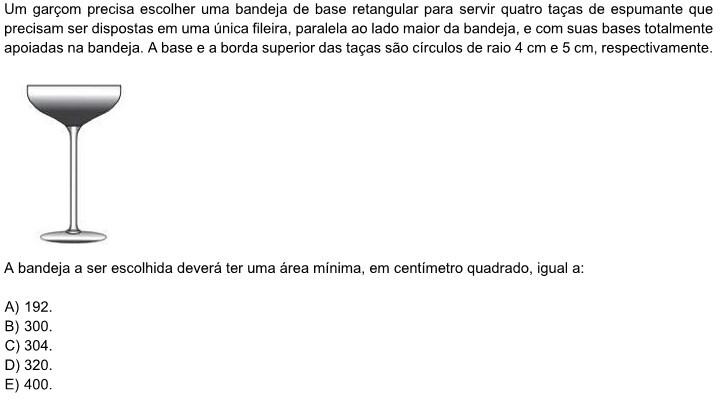 Um garçom precisa escolher uma bandeja de base retangular para servir quatro taças de espumante que
precisam ser dispostas em uma única fileira, paralela ao lado maior da bandeja, e com suas bases totalmente
apoiadas na bandeja. A base e a borda superior das taças são círculos de raio 4 cm e 5 cm, respectivamente.
A bandeja a ser escolhida deverá ter uma área mínima, em centímetro quadrado, igual a:
A) 192.
B) 300.
C) 304.
D) 320.
E) 400.